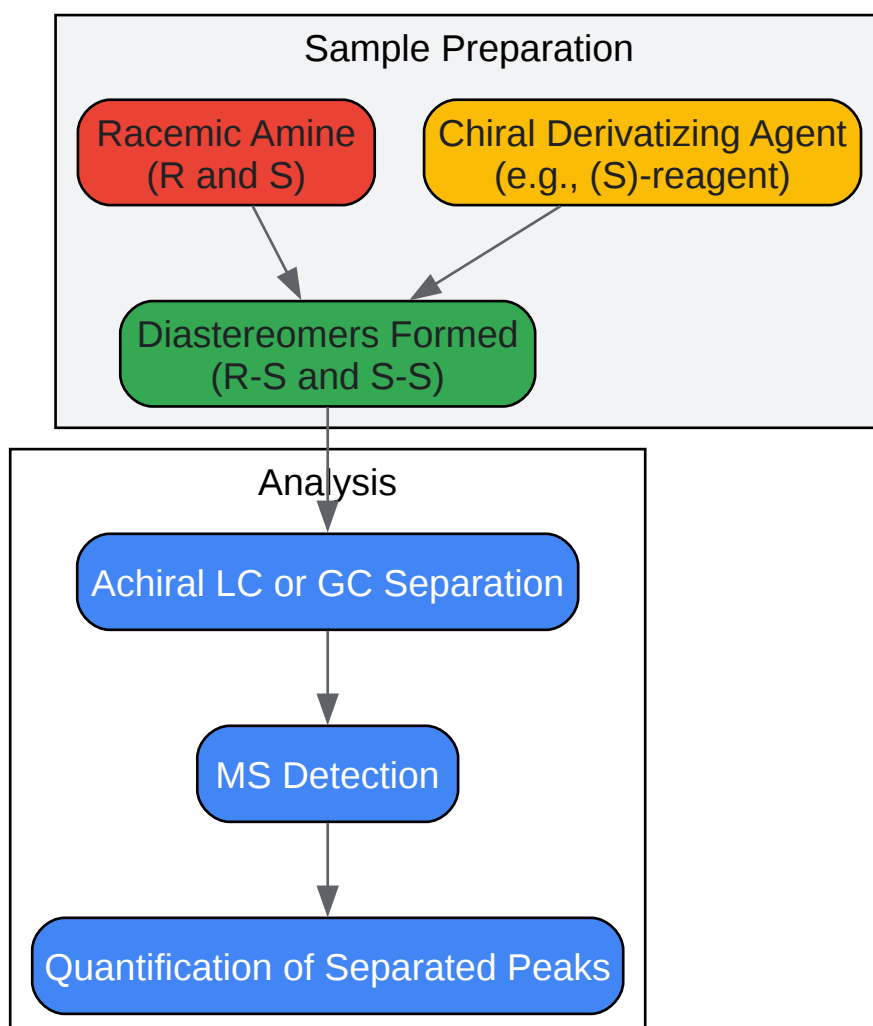 Sample Preparation
Racemic Amine
(R and S)
Chiral Derivatizing Agent
(e.g., (S)-reagent)
Diastereomers Formed
(R-S and S-S)
Analysis
Achiral LC or GC Separation
MS Detection
Quantification of Separated Peaks